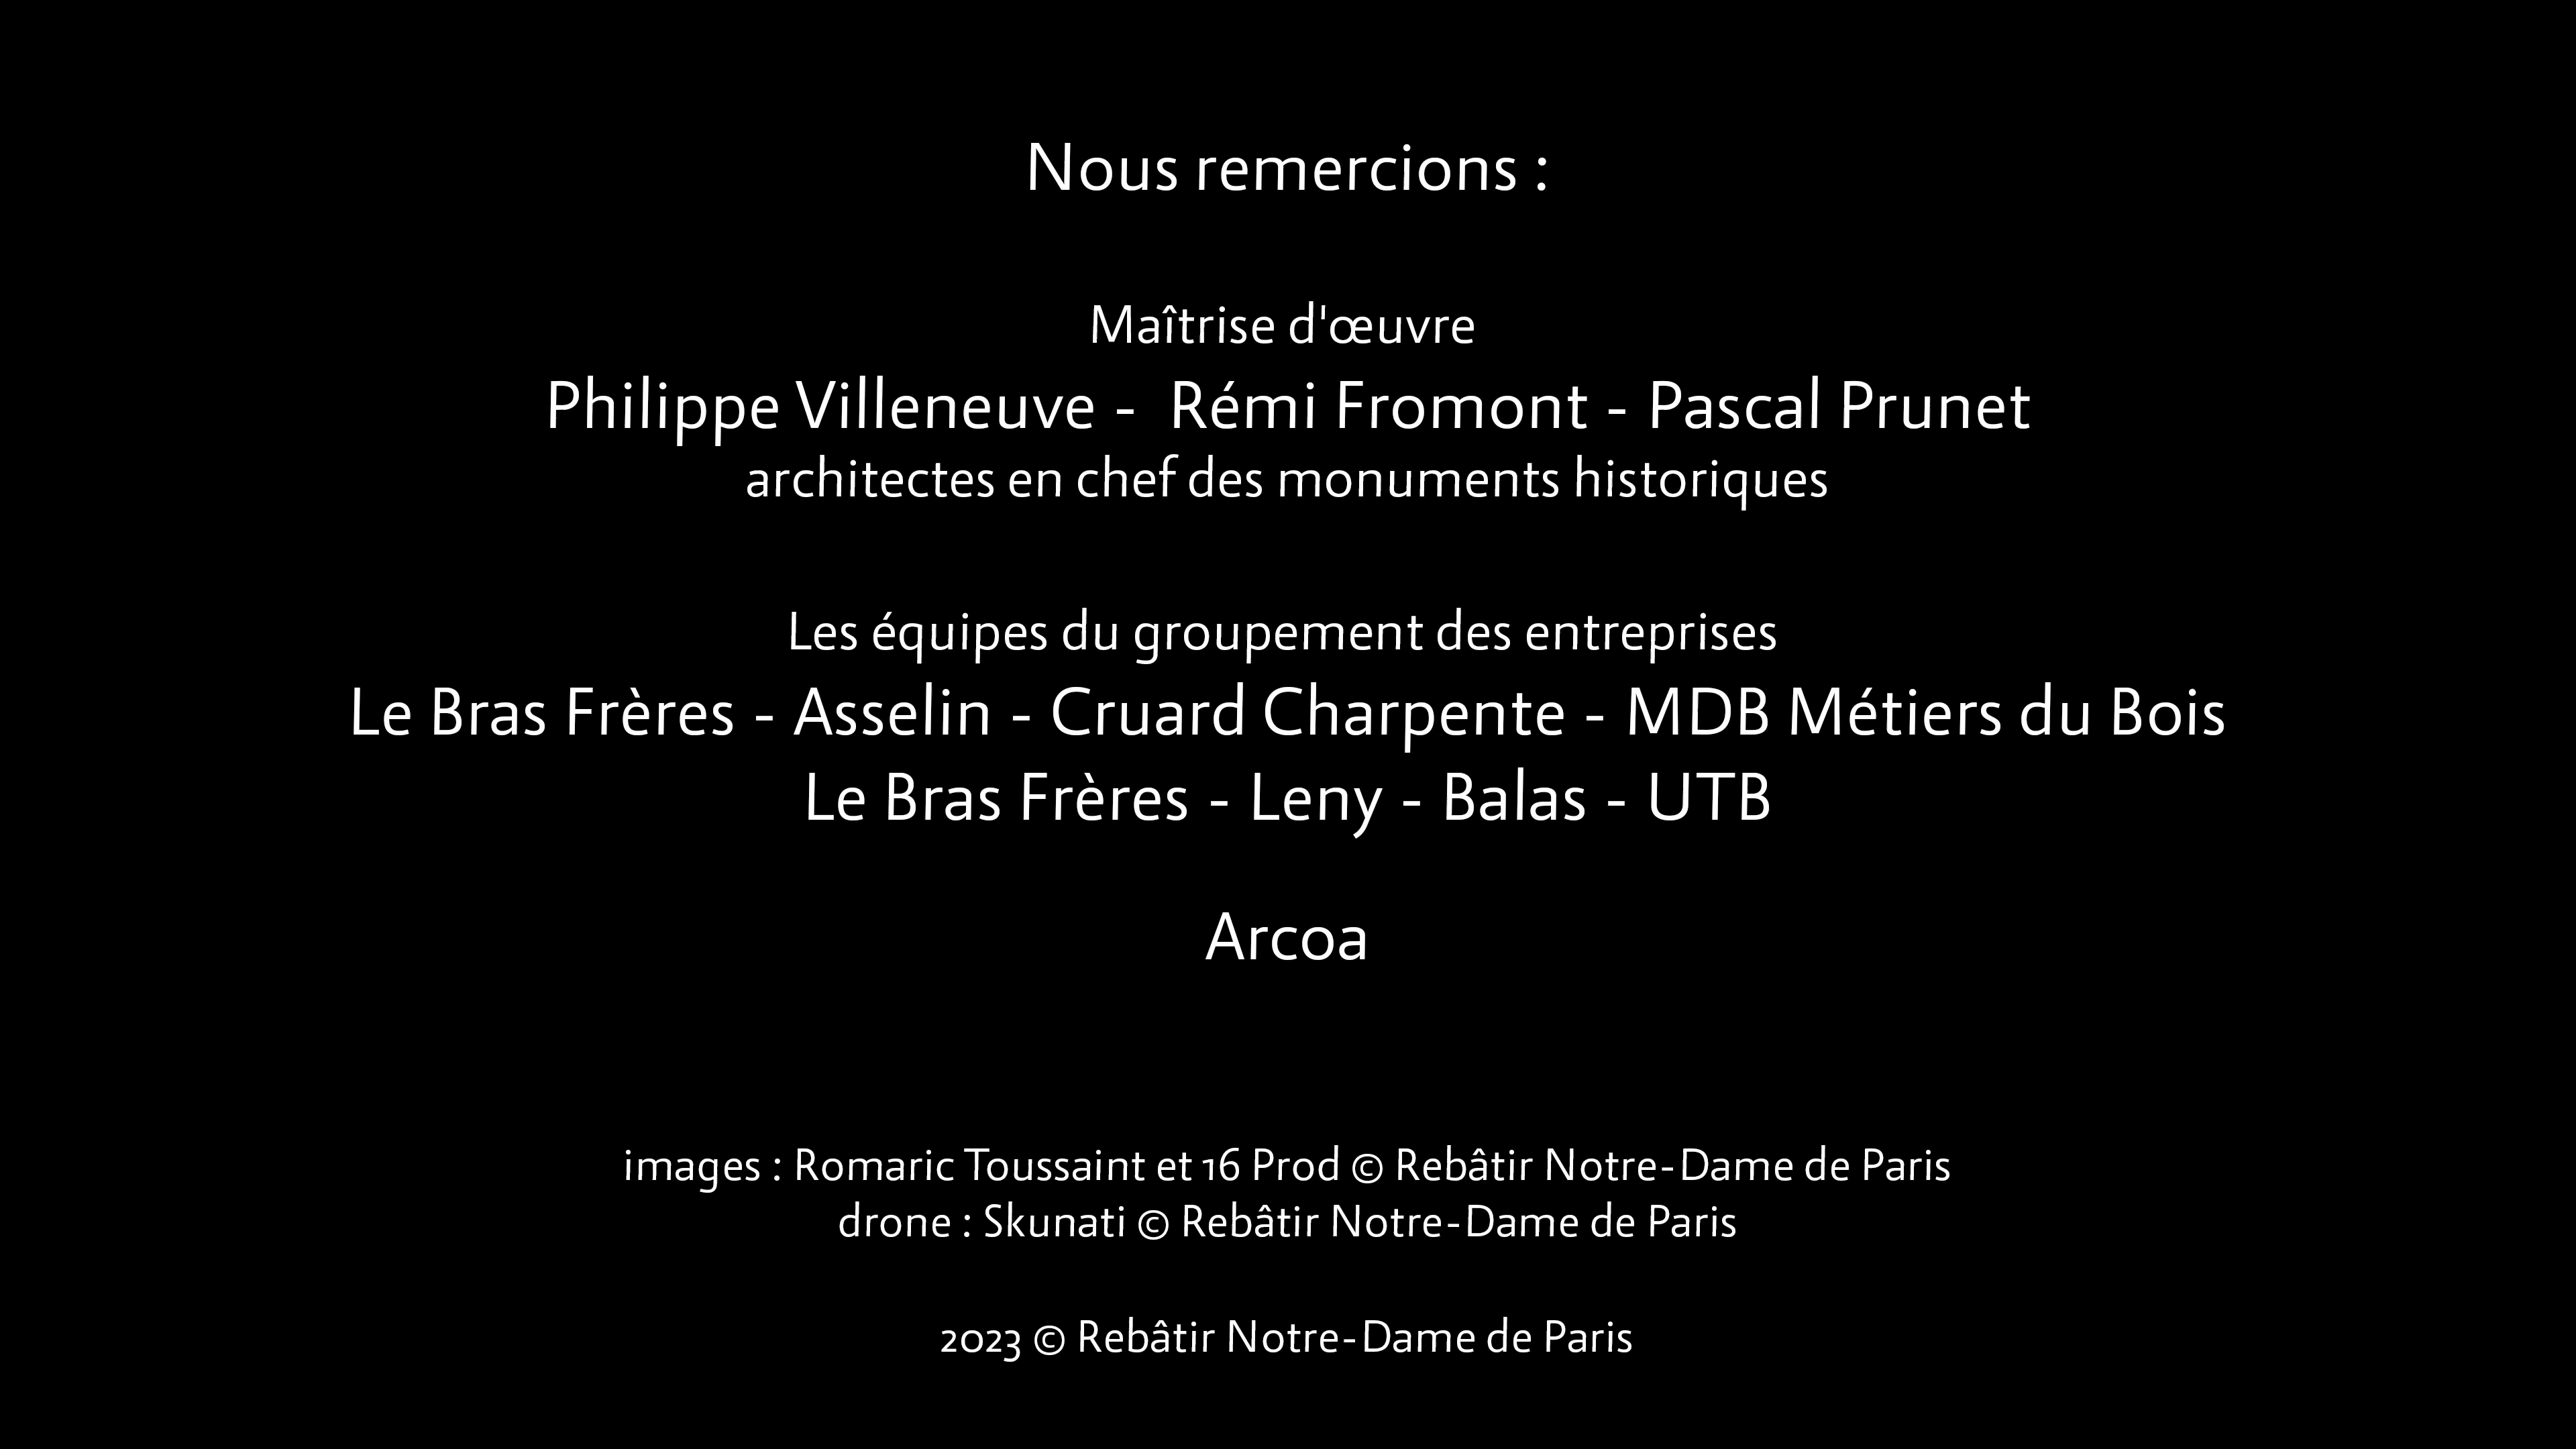 Nous remercions :
Maîtrise d'œuvre
Philippe Villeneuve -  Rémi Fromont - Pascal Prunet
architectes en chef des monuments historiques
Les équipes du groupement des entreprises
Le Bras Frères - Asselin - Cruard Charpente - MDB Métiers du Bois
Le Bras Frères - Leny - Balas - UTB
Arcoa
images : Romaric Toussaint et 16 Prod © Rebâtir Notre-Dame de Paris
drone : Skunati © Rebâtir Notre-Dame de Paris
2023 © Rebâtir Notre-Dame de Paris